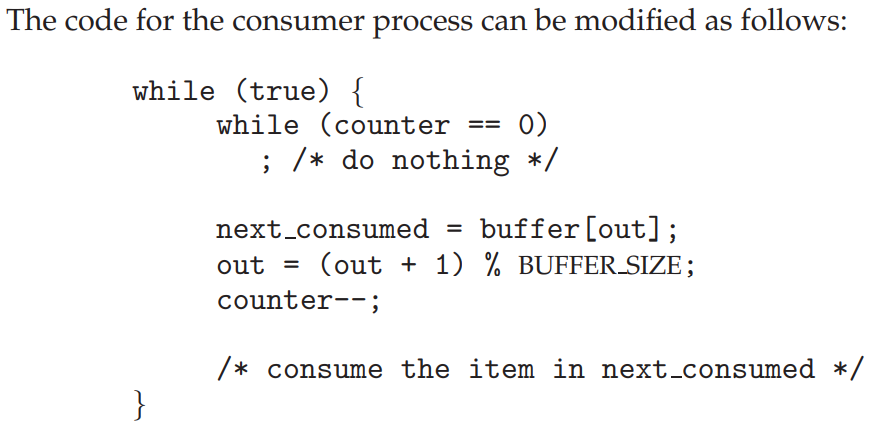 The code for the consumer process can be modified as follows:
while (true) {
while (counter == 0)
; /* do nothing */
next_consumed = buffer[out];
out = (out + 1) % BUFFER_SIZE;
counter--;
/* consume the item in next_consumed */
}